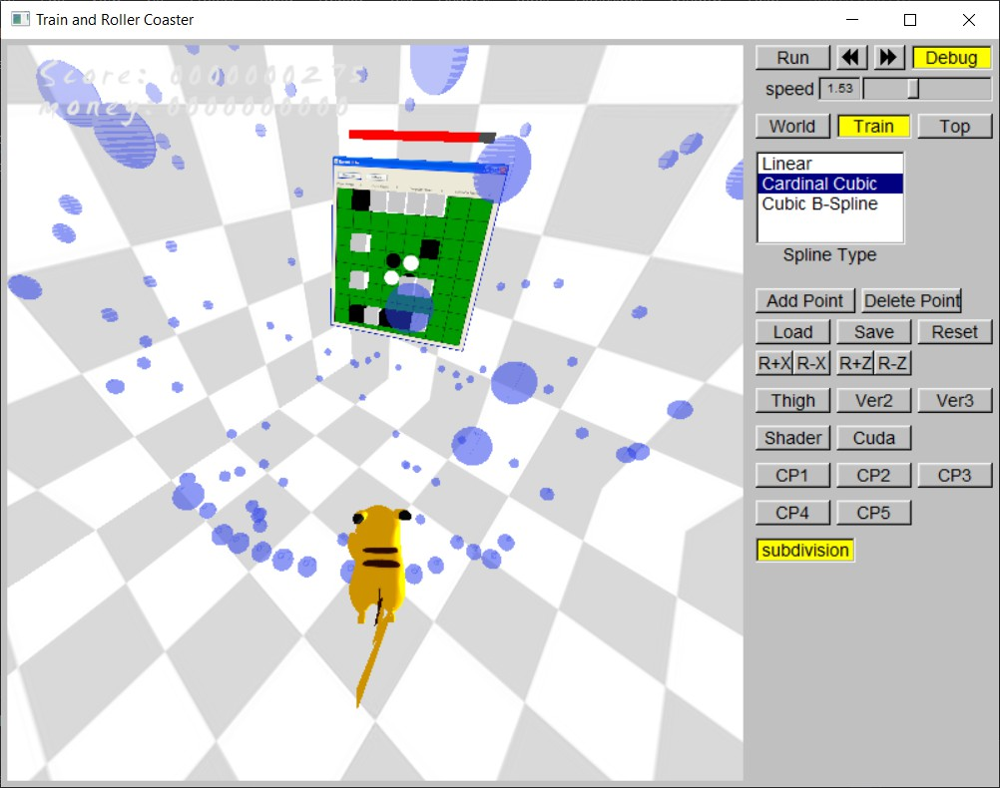 Train and Roller Coaster
Score: 0000000275
money: 0000000000
Run
Debug
speed 1.53
World Train Top
Linear
Cardinal Cubic
Cubic B-Spline
Spline Type
Add Point Delete Point
Load Save Reset
R+X R-X R+Z R-Z
Thigh Ver2 Ver3
Shader Cuda
CP1 CP2 CP3
CP4 CP5
subdivision